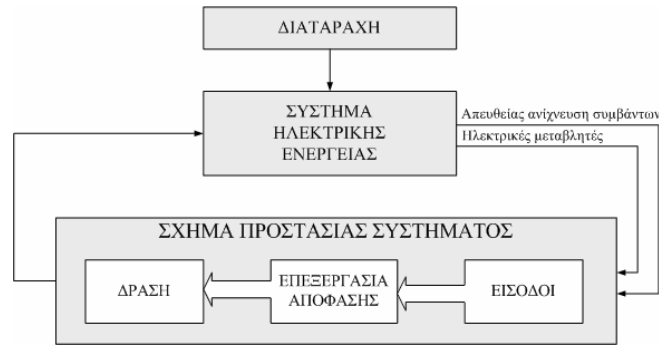 ΔΙΑΤΑΡΑΧΗ
ΣΥΣΤΗΜΑ
ΗΛΕΚΤΡΙΚΗΣ
ΕΝΕΡΓΕΙΑΣ
Απευθείας ανίχνευση συμβάντων
Ηλεκτρικές μεταβλητές
ΣΧΗΜΑ ΠΡΟΣΤΑΣΙΑΣ ΣΥΣΤΗΜΑΤΟΣ
ΔΡΑΣΗ
ΕΠΕΞΕΡΓΑΣΙΑ
ΑΠΟΦΑΣΗΣ
ΕΙΣΟΔΟΙ